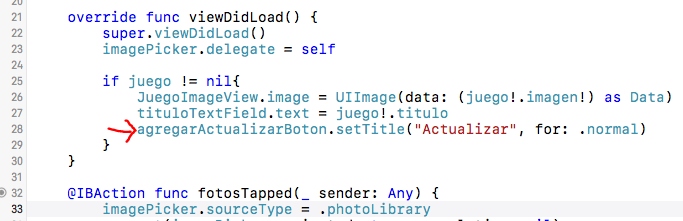 21 override func viewDidLoad() {
22 super.viewDidLoad()
23 imagePicker.delegate = self
24
25 if juego != nil{
26 JuegoImageView.image = UIImage(data: (juego!.imagen!) as Data)
27 tituloTextField.text = juego!.titulo
28 agregarActualizarBoton.setTitle("Actualizar", for: .normal)
29 }
30 }
31
32 @IBAction func fotosTapped(_ sender: Any) {
33 imagePicker.sourceType = .photoLibrary